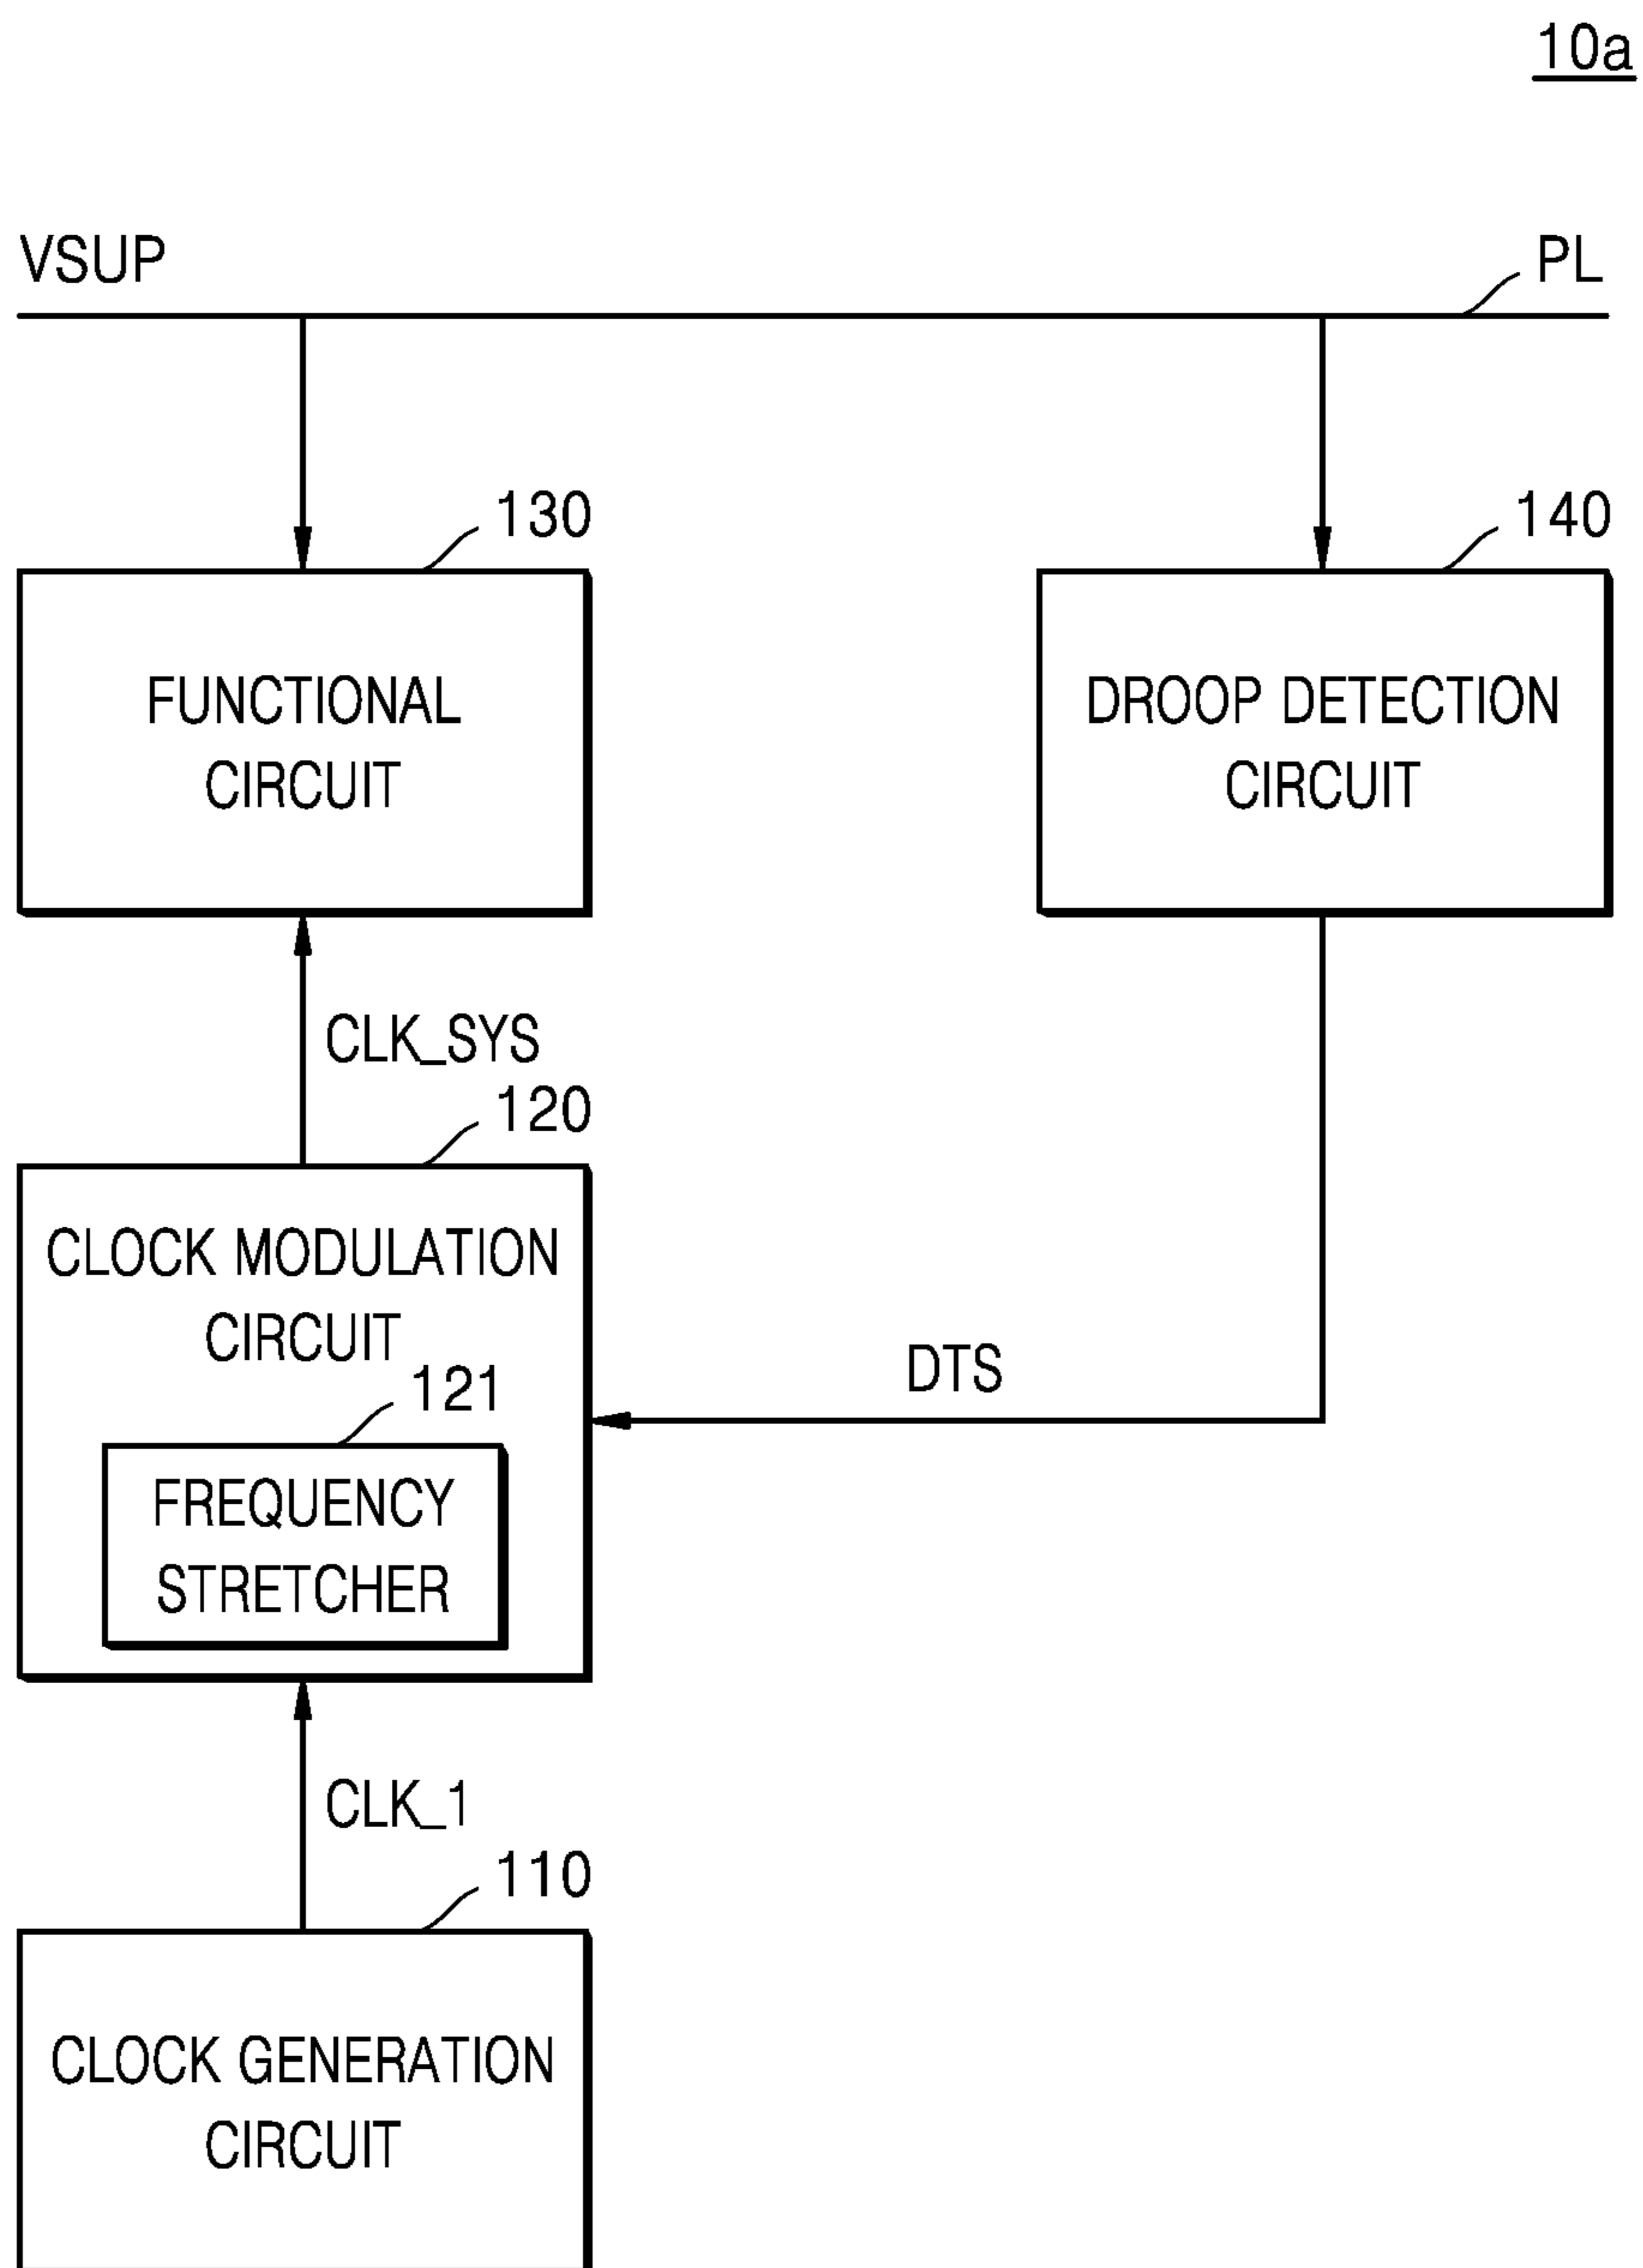 10a
VSUP
PL
130
140
FUNCTIONAL
CIRCUIT
DROOP DETECTION
CIRCUIT
CLK_SYS
120
CLOCK MODULATION
CIRCUIT
DTS
121
FREQUENCY
STRETCHER
CLK_1
110
CLOCK GENERATION
CIRCUIT